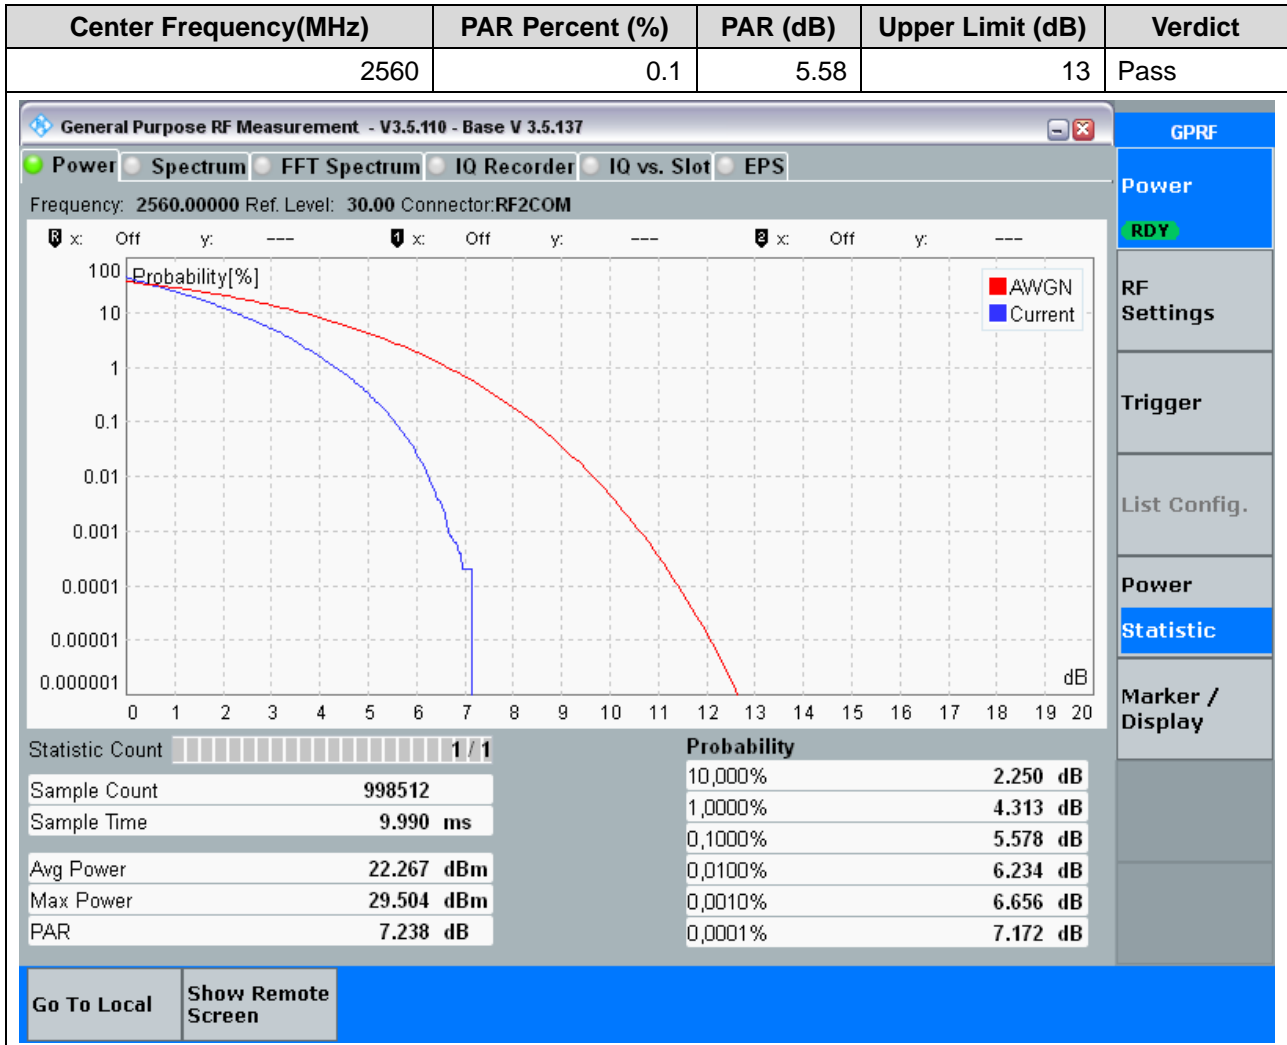 Center Frequency(MHz) PAR Percent (%) PAR (dB) Upper Limit (dB) Verdict
2560 0.1 5.58 13 Pass
General Purpose RF Measurement - V3.5.110 - Base V 3.5.137
GPRF
Power Spectrum FFT Spectrum IQ Recorder IQ vs. Slot EPS
Frequency: 2560.00000 Ref. Level: 30.00 Connector:RF2COM
Power
RDY
R x: Off y: --- 1 x: Off y: --- 2 x: Off y: ---
Probability[%]
AWGN
Current
100
10
1
0.1
0.01
0.001
0.0001
0.00001
0.000001
dB
0 1 2 3 4 5 6 7 8 9 10 11 12 13 14 15 16 17 18 19 20
RF
Settings
Trigger
List Config.
Power
Statistic
Marker /
Display
Statistic Count 1 / 1
Sample Count 998512
Sample Time 9.990 ms
Avg Power 22.267 dBm
Max Power 29.504 dBm
PAR 7.238 dB
Probability
10,000% 2.250 dB
1,0000% 4.313 dB
0,1000% 5.578 dB
0,0100% 6.234 dB
0,0010% 6.656 dB
0,0001% 7.172 dB
Go To Local
Show Remote
Screen